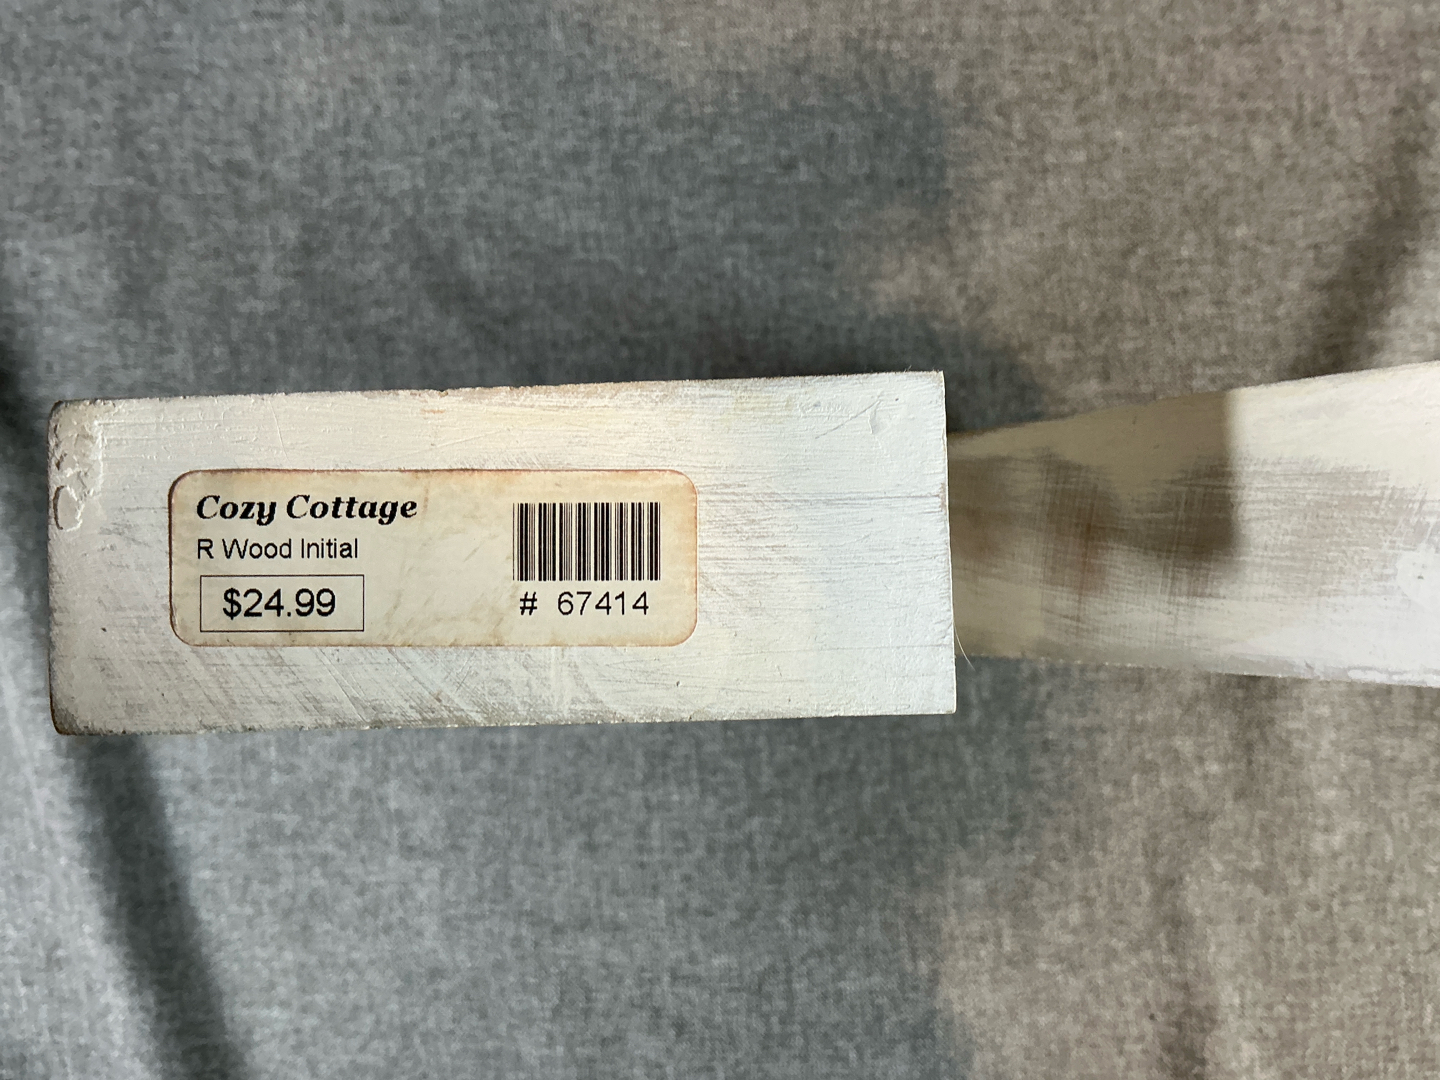 Cozy Cottage
R Wood Initial
$24.99
# 67414